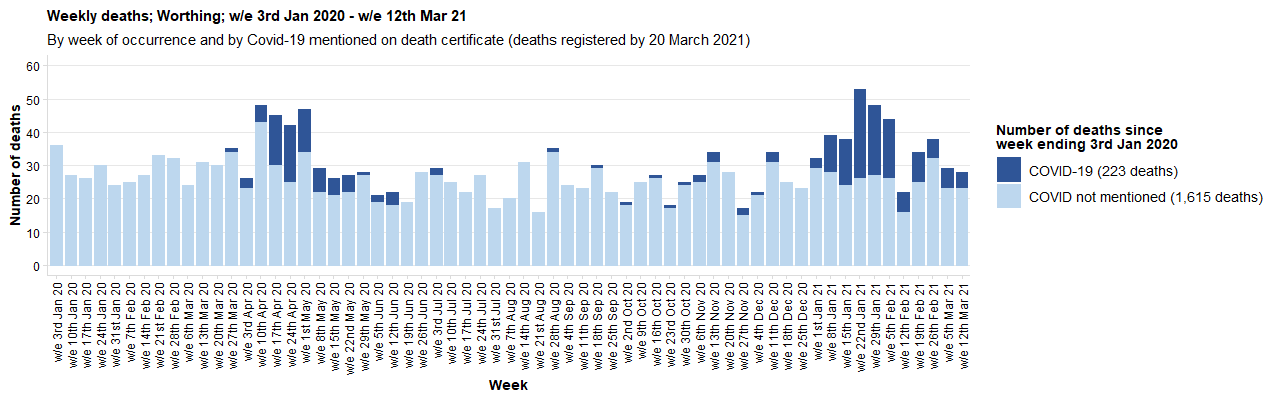 Weekly deaths; Worthing; w/e 3rd Jan 2020 - w/e 12th Mar 21
By week of occurrence and by Covid-19 mentioned on death certificate (deaths registered by 20 March 2021)
Number of deaths
60
50
40
30
20
10
0
w/e 3rd Jan 20
w/e 10th Jan 20
w/e 17th Jan 20
w/e 24th Jan 20
w/e 31st Jan 20
w/e 7th Feb 20
w/e 14th Feb 20
w/e 21st Feb 20
w/e 28th Feb 20
w/e 6th Mar 20
w/e 13th Mar 20
w/e 20th Mar 20
w/e 27th Mar 20
w/e 3rd Apr 20
w/e 10th Apr 20
w/e 17th Apr 20
w/e 24th Apr 20
w/e 1st May 20
w/e 8th May 20
w/e 15th May 20
w/e 22nd May 20
w/e 29th May 20
w/e 5th Jun 20
w/e 12th Jun 20
w/e 19th Jun 20
w/e 26th Jun 20
w/e 3rd Jul 20
w/e 10th Jul 20
w/e 17th Jul 20
w/e 24th Jul 20
w/e 31st Jul 20
w/e 7th Aug 20
w/e 14th Aug 20
w/e 21st Aug 20
w/e 28th Aug 20
w/e 4th Sep 20
w/e 11th Sep 20
w/e 18th Sep 20
w/e 25th Sep 20
w/e 2nd Oct 20
w/e 9th Oct 20
w/e 16th Oct 20
w/e 23rd Oct 20
w/e 30th Oct 20
w/e 6th Nov 20
w/e 13th Nov 20
w/e 20th Nov 20
w/e 27th Nov 20
w/e 4th Dec 20
w/e 11th Dec 20
w/e 18th Dec 20
w/e 25th Dec 20
w/e 1st Jan 21
w/e 8th Jan 21
w/e 15th Jan 21
w/e 22nd Jan 21
w/e 29th Jan 21
w/e 5th Feb 21
w/e 12th Feb 21
w/e 19th Feb 21
w/e 26th Feb 21
w/e 5th Mar 21
w/e 12th Mar 21
Week
Number of deaths since
week ending 3rd Jan 2020
COVID-19 (223 deaths)
COVID not mentioned (1,615 deaths)